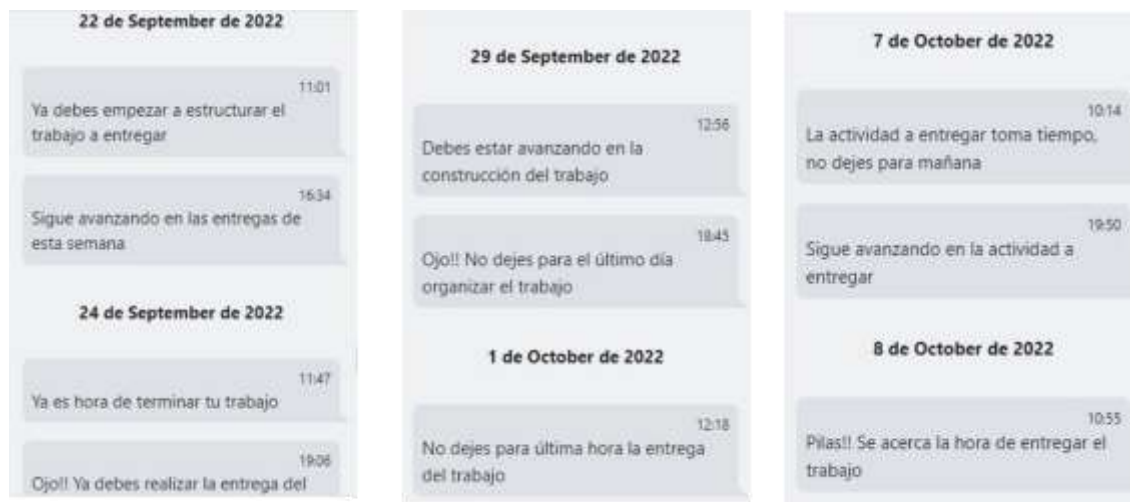 22 de September de 2022
11:01
Ya debes empezar a estructurar el
trabajo a entregar
16:34
Sigue avanzando en las entregas de
esta semana
24 de September de 2022
11:47
Ya es hora de terminar tu trabajo
19:06
Ojo!! Ya debes realizar la entrega del
29 de September de 2022
12:56
Debes estar avanzando en la
construcción del trabajo
18:45
Ojo!! No dejes para el último día
organizar el trabajo
1 de October de 2022
12:18
No dejes para última hora la entrega
del trabajo
7 de October de 2022
10:14
La actividad a entregar toma tiempo,
no dejes para mañana
19:50
Sigue avanzando en la actividad a
entregar
8 de October de 2022
10:55
Pilas!! Se acerca la hora de entregar el
trabajo